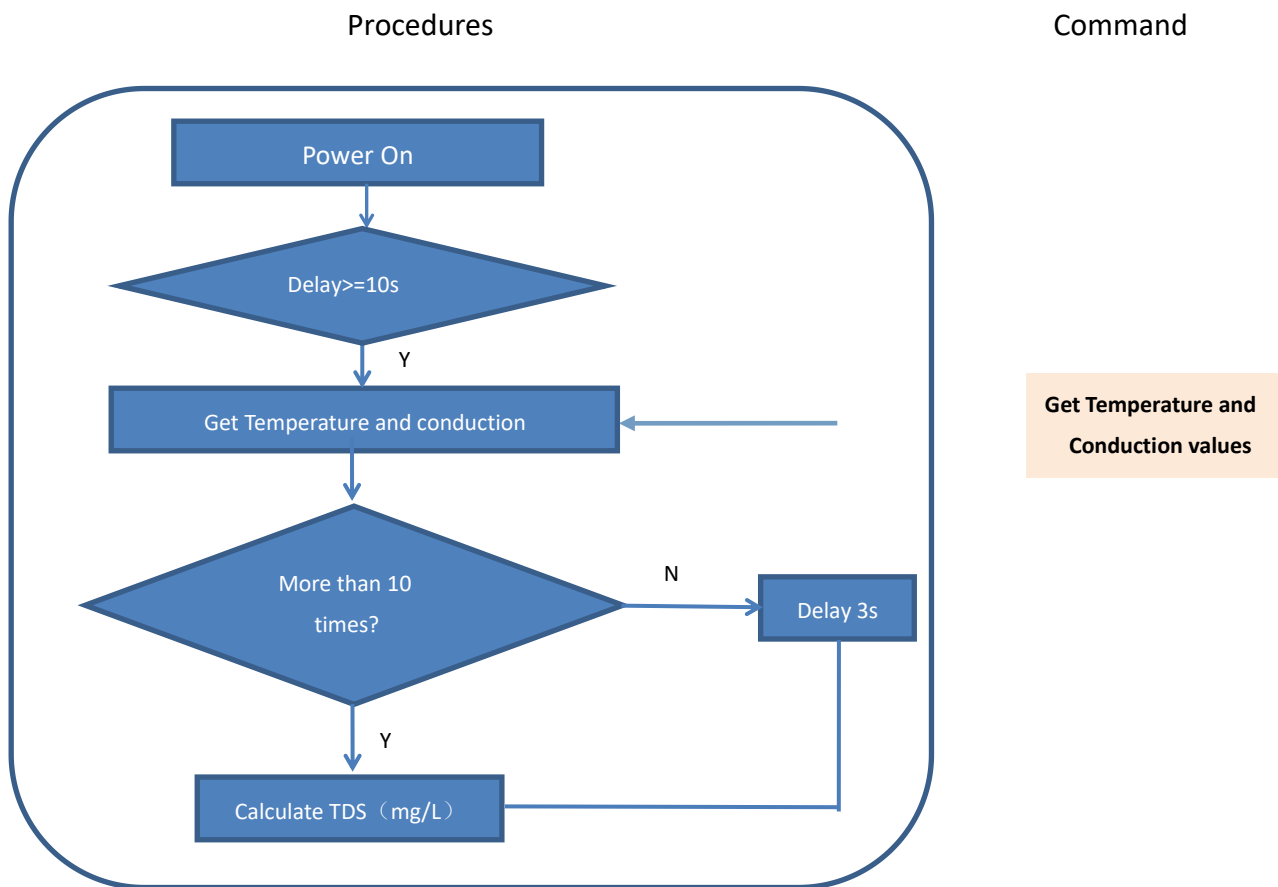 Procedures
Command
Power On
Delay>=10s
Y
Get Temperature and conduction
Get Temperature and
Conduction values
More than 10
times?
N
Delay 3s
Y
Calculate TDS（mg/L）